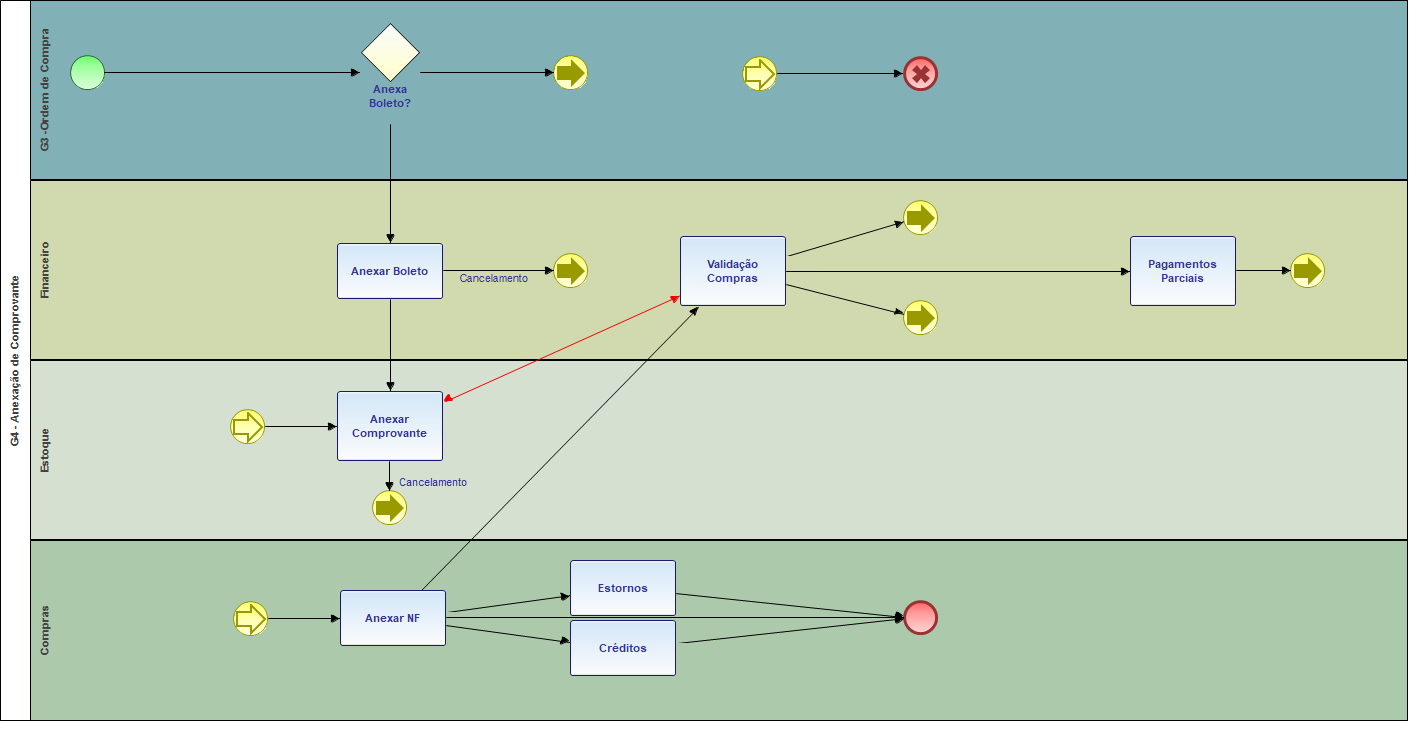 G4 - Anexação de Comprovante
G3 -Ordem de Compra
Anexa
Boleto?
Financeiro
Anexar Boleto
Cancelamento
Validação
Compras
Pagamentos
Parciais
Estoque
Anexar
Comprovante
Cancelamento
Compras
Anexar NF
Estornos
Créditos